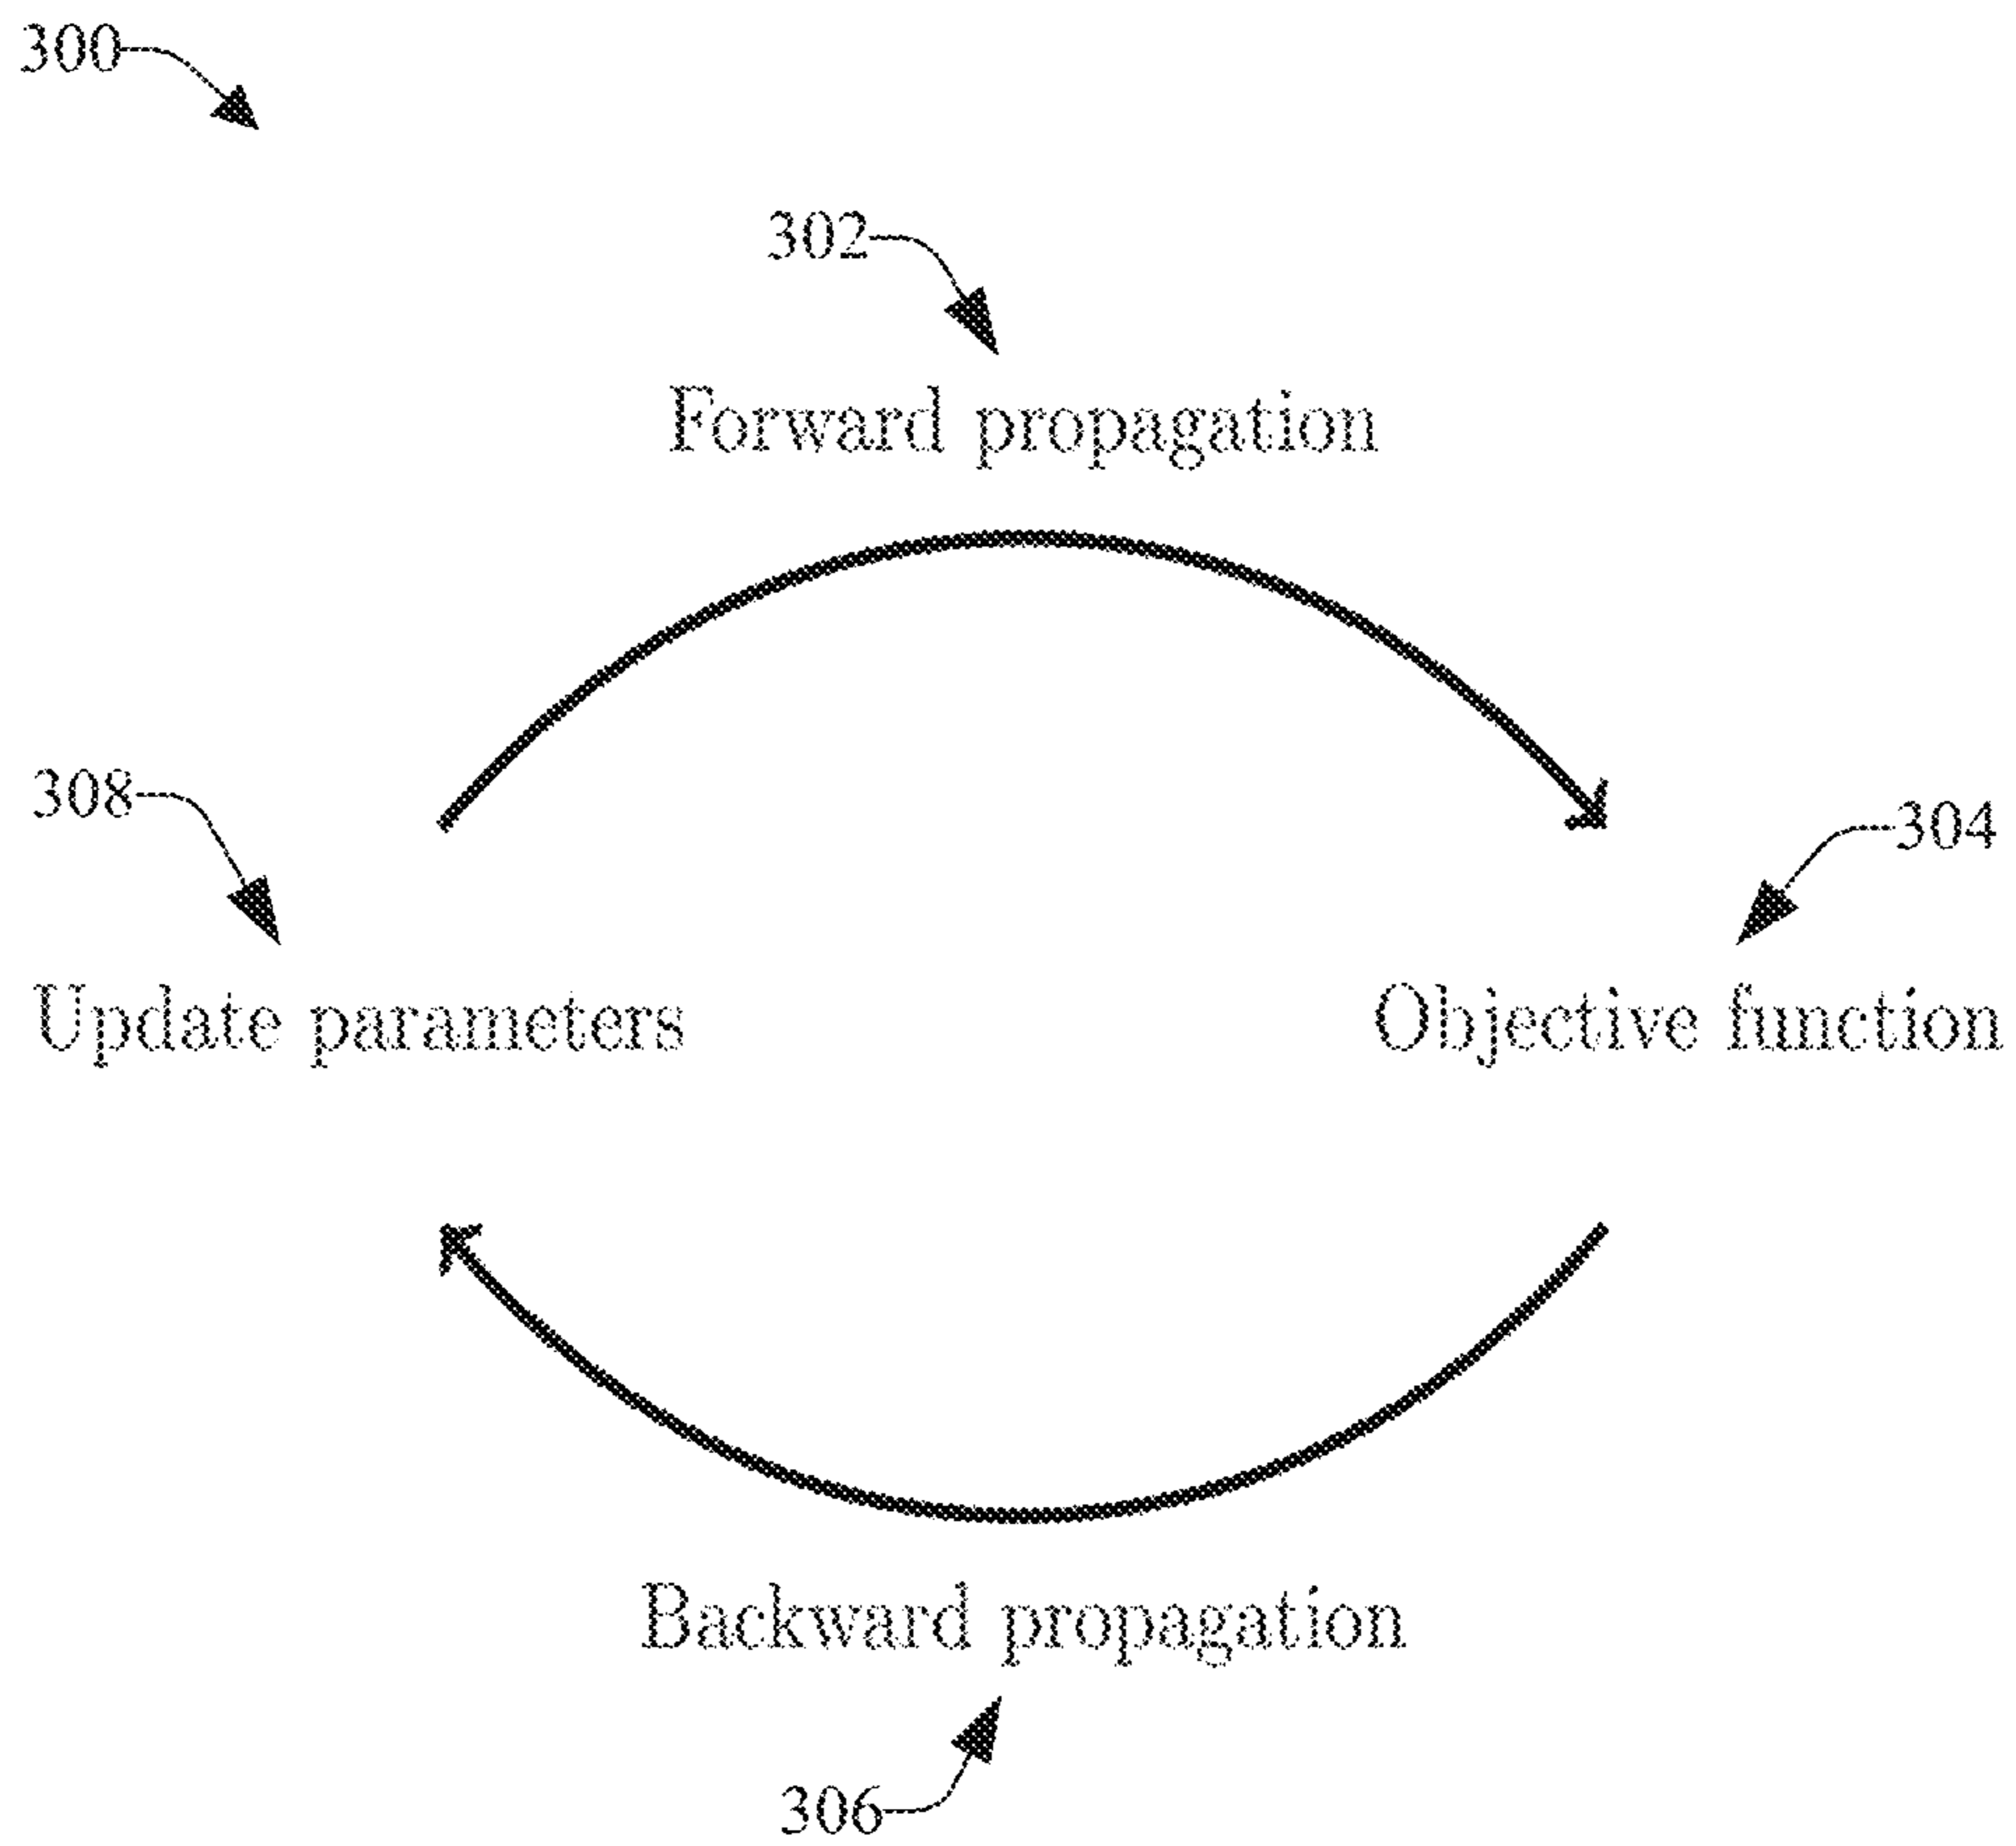 300
302
Forward propagation
308
304
Update parameters
Objective function
Backward propagation
306